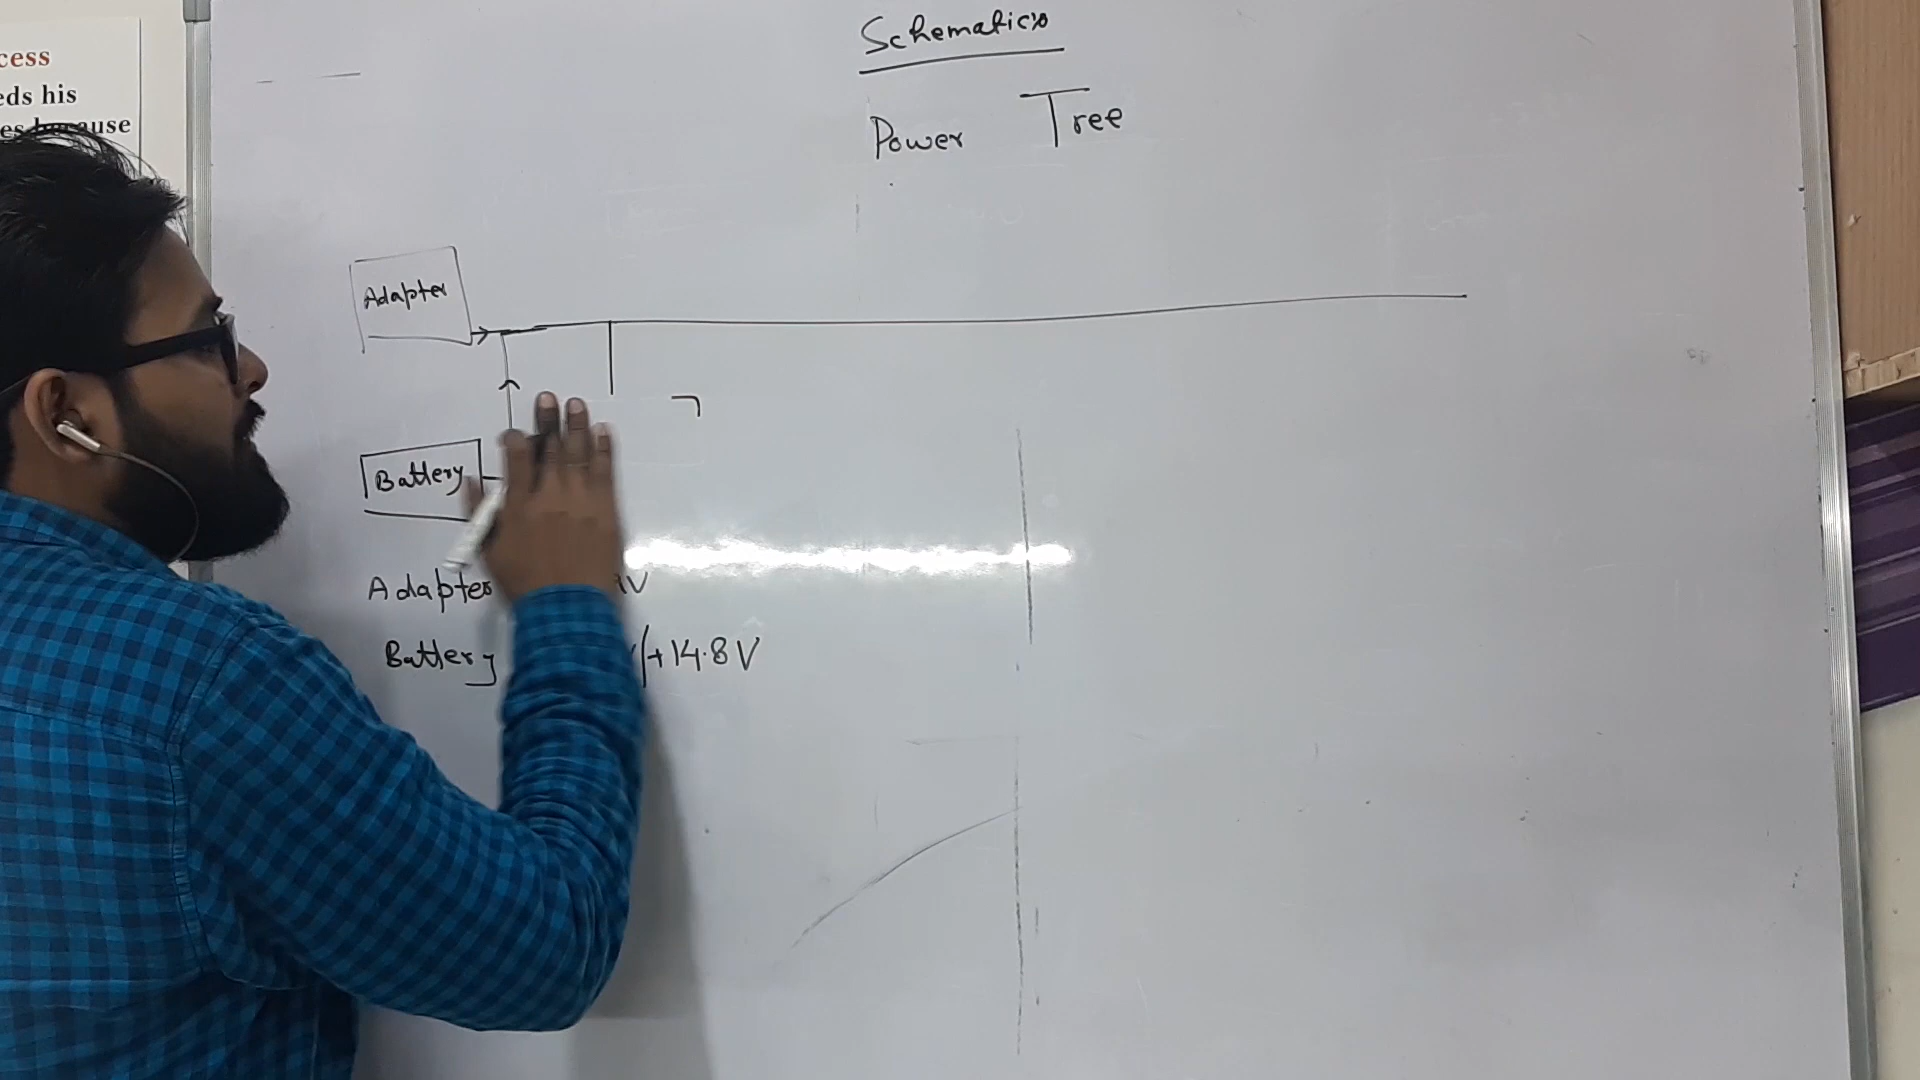 cess
eds his
es because
Schematics
Power Tree
Adapter
Battery
Adapter V
Battery /+14.8V